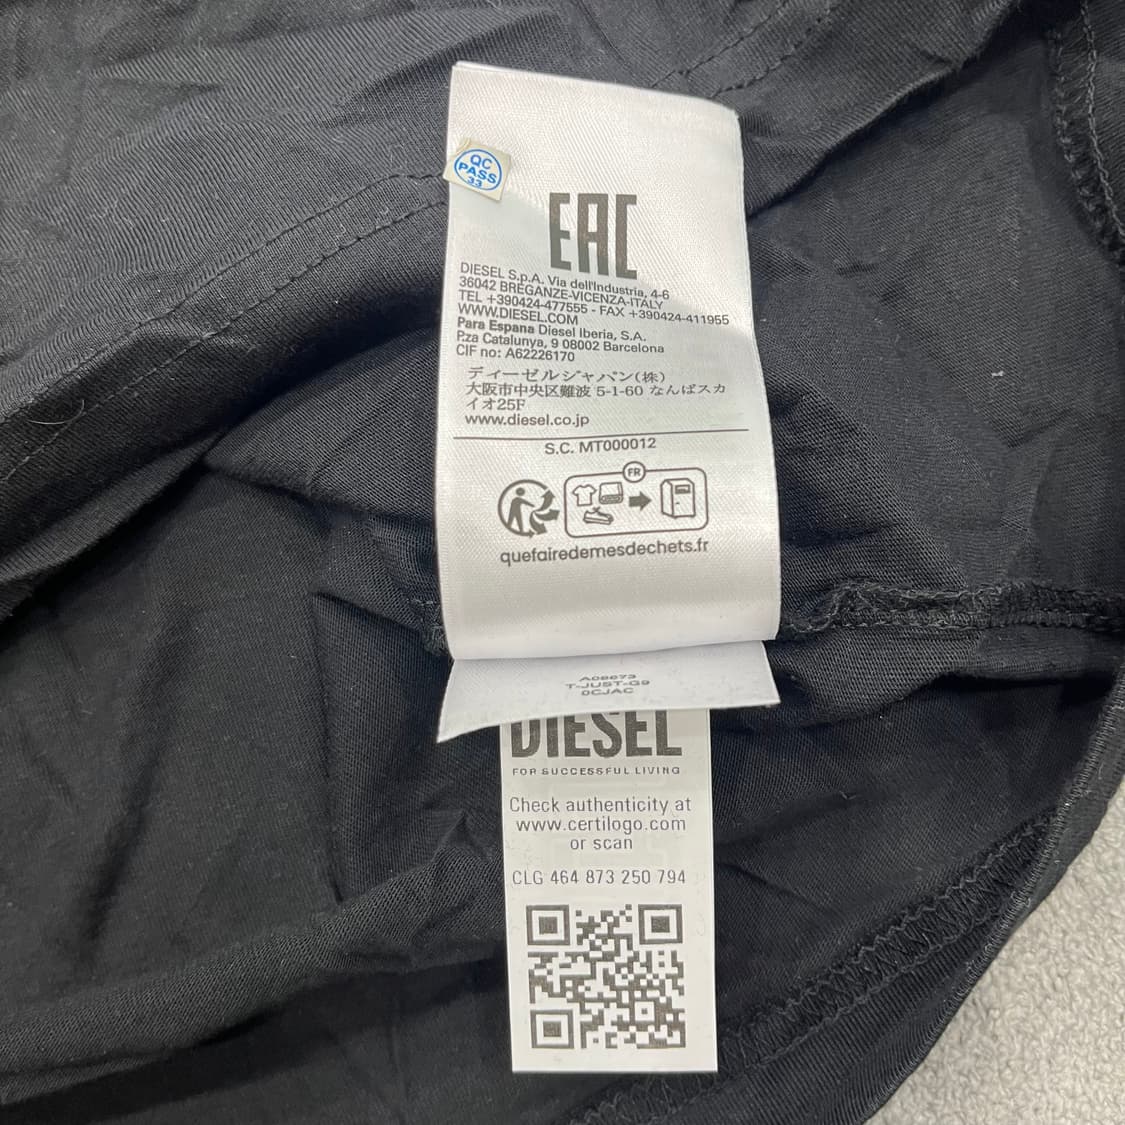 QC
PASS
33
EAC
DIESEL S.p.A. Via dell'Industria, 4-6
36042 BREGANZE-VICENZA-ITALY
TEL +390424-477555 - FAX +390424-411955
WWW.DIESEL.COM
Para Espana Diesel Iberia, S.A.
P.za Catalunya, 9 08002 Barcelona
CIF no: A62226170
ディーゼルジャパン(株)
大阪市中央区難波 5-1-60 なんばスカ
イオ25F
www.diesel.co.jp
S.C. MT000012
FR
quefairedemesdechets.fr
T-JUST-G9
0CJAC
DIESEL
FOR SUCCESSFUL LIVING
Check authenticity at
www.certilogo.com
or scan
CLG 464 873 250 794